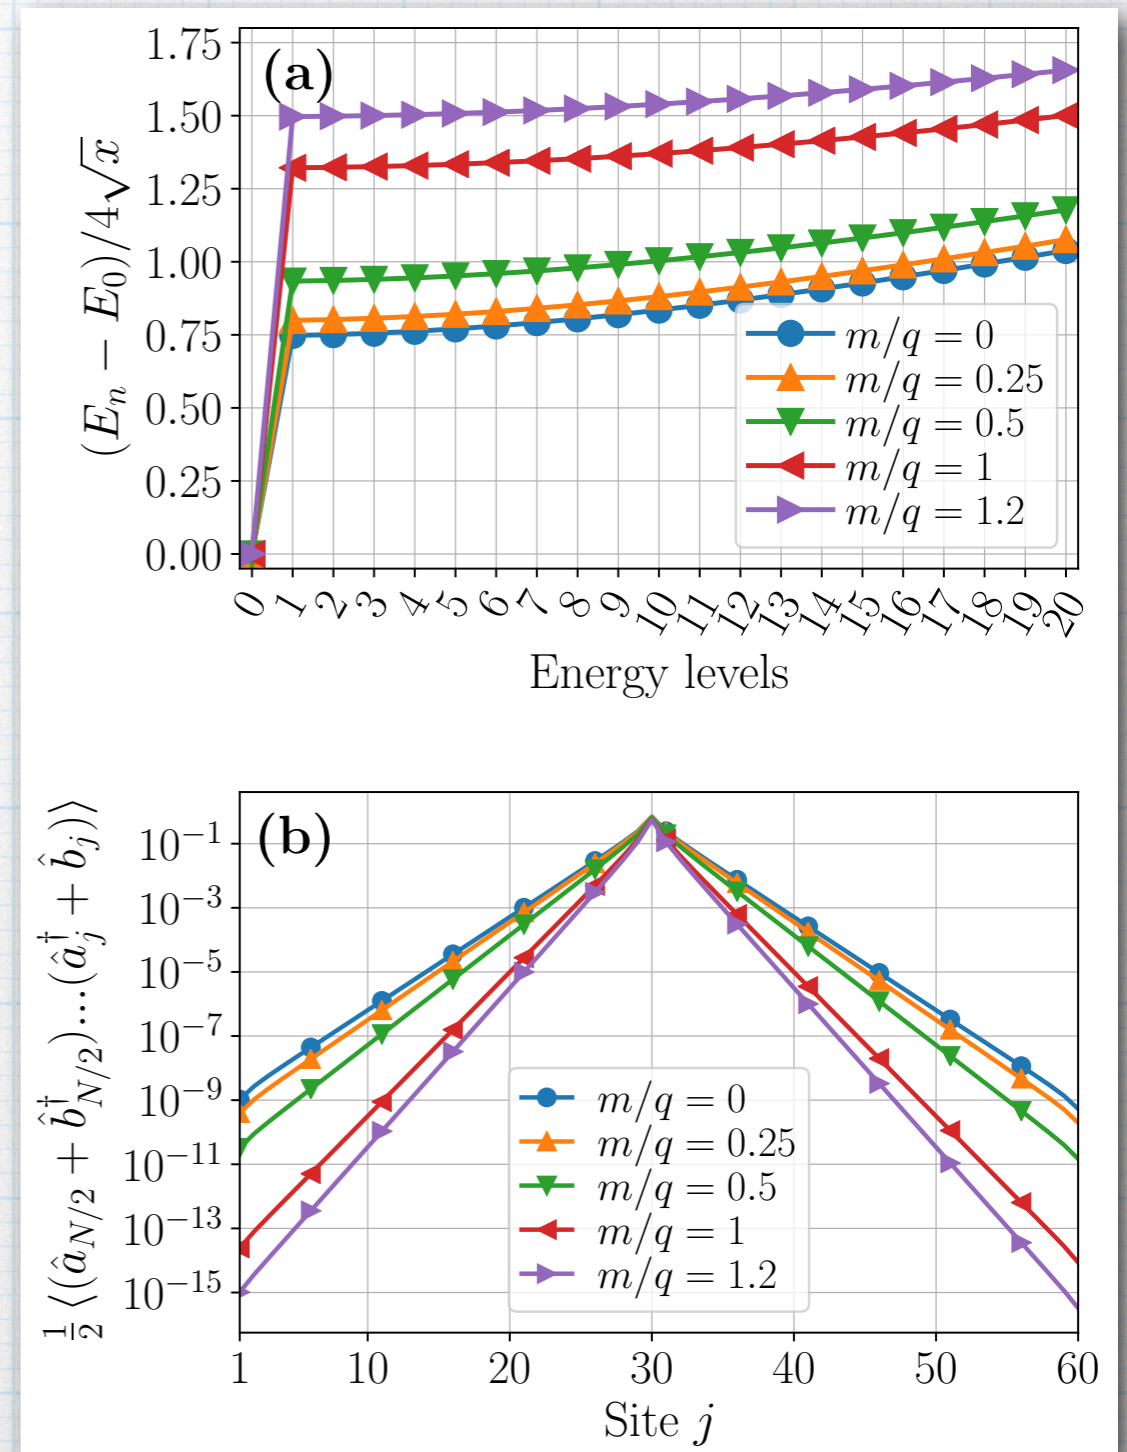 (a)
(E_n − E_0)/4√x
1.75
1.50
1.25
1.00
0.75
0.50
0.25
0.00
m/q = 0
m/q = 0.25
m/q = 0.5
m/q = 1
m/q = 1.2
0 1 2 3 4 5 6 7 8 9 10 11 12 13 14 15 16 17 18 19 20
Energy levels
(b)
½ ⟨(â_{N/2} + b̂†_{N/2})....(â†_j + b̂_j)⟩
10⁻¹
10⁻³
10⁻⁵
10⁻⁷
10⁻⁹
10⁻¹¹
10⁻¹³
10⁻¹⁵
m/q = 0
m/q = 0.25
m/q = 0.5
m/q = 1
m/q = 1.2
1 10 20 30 40 50 60
Site j